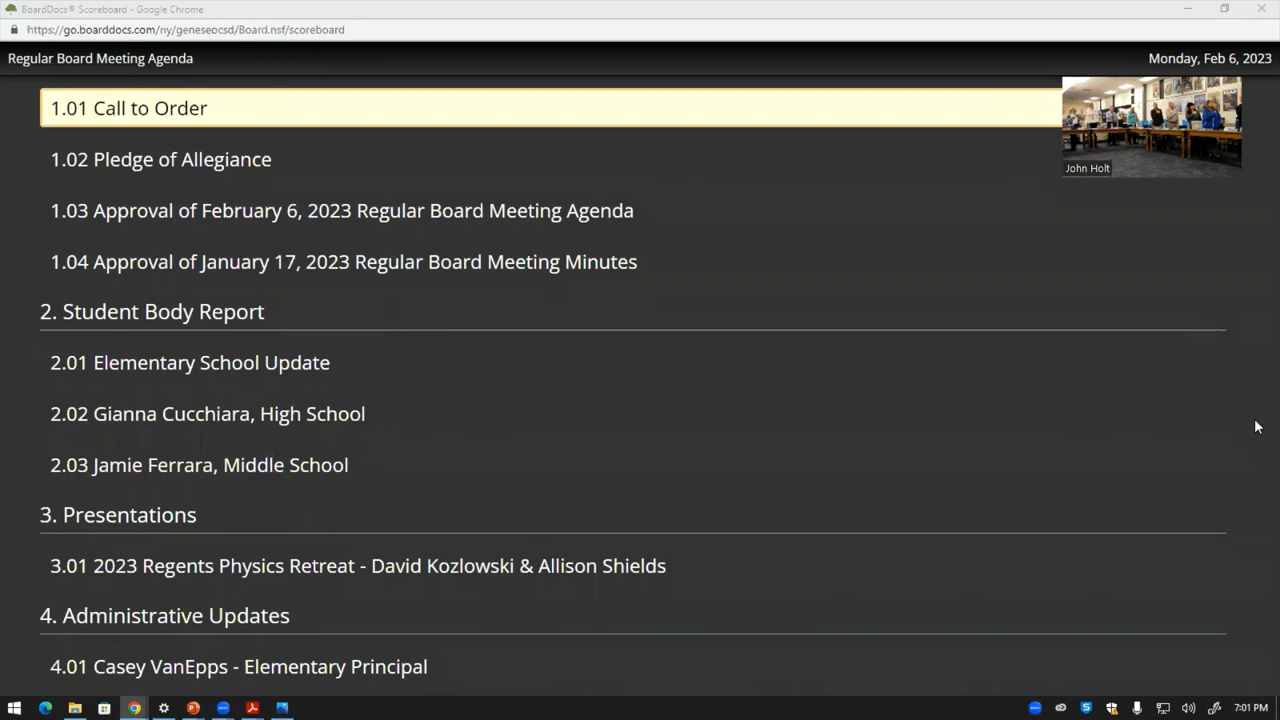 BoardDocs® Scoreboard - Google Chrome
https://go.boarddocs.com/ny/geneseocsd/Board.nsf/scoreboard
Regular Board Meeting Agenda
Monday, Feb 6, 2023
1.01 Call to Order
John Holt
1.02 Pledge of Allegiance
1.03 Approval of February 6, 2023 Regular Board Meeting Agenda
1.04 Approval of January 17, 2023 Regular Board Meeting Minutes
2. Student Body Report
2.01 Elementary School Update
2.02 Gianna Cucchiara, High School
2.03 Jamie Ferrara, Middle School
3. Presentations
3.01 2023 Regents Physics Retreat - David Kozlowski & Allison Shields
4. Administrative Updates
4.01 Casey VanEpps - Elementary Principal
7:01 PM